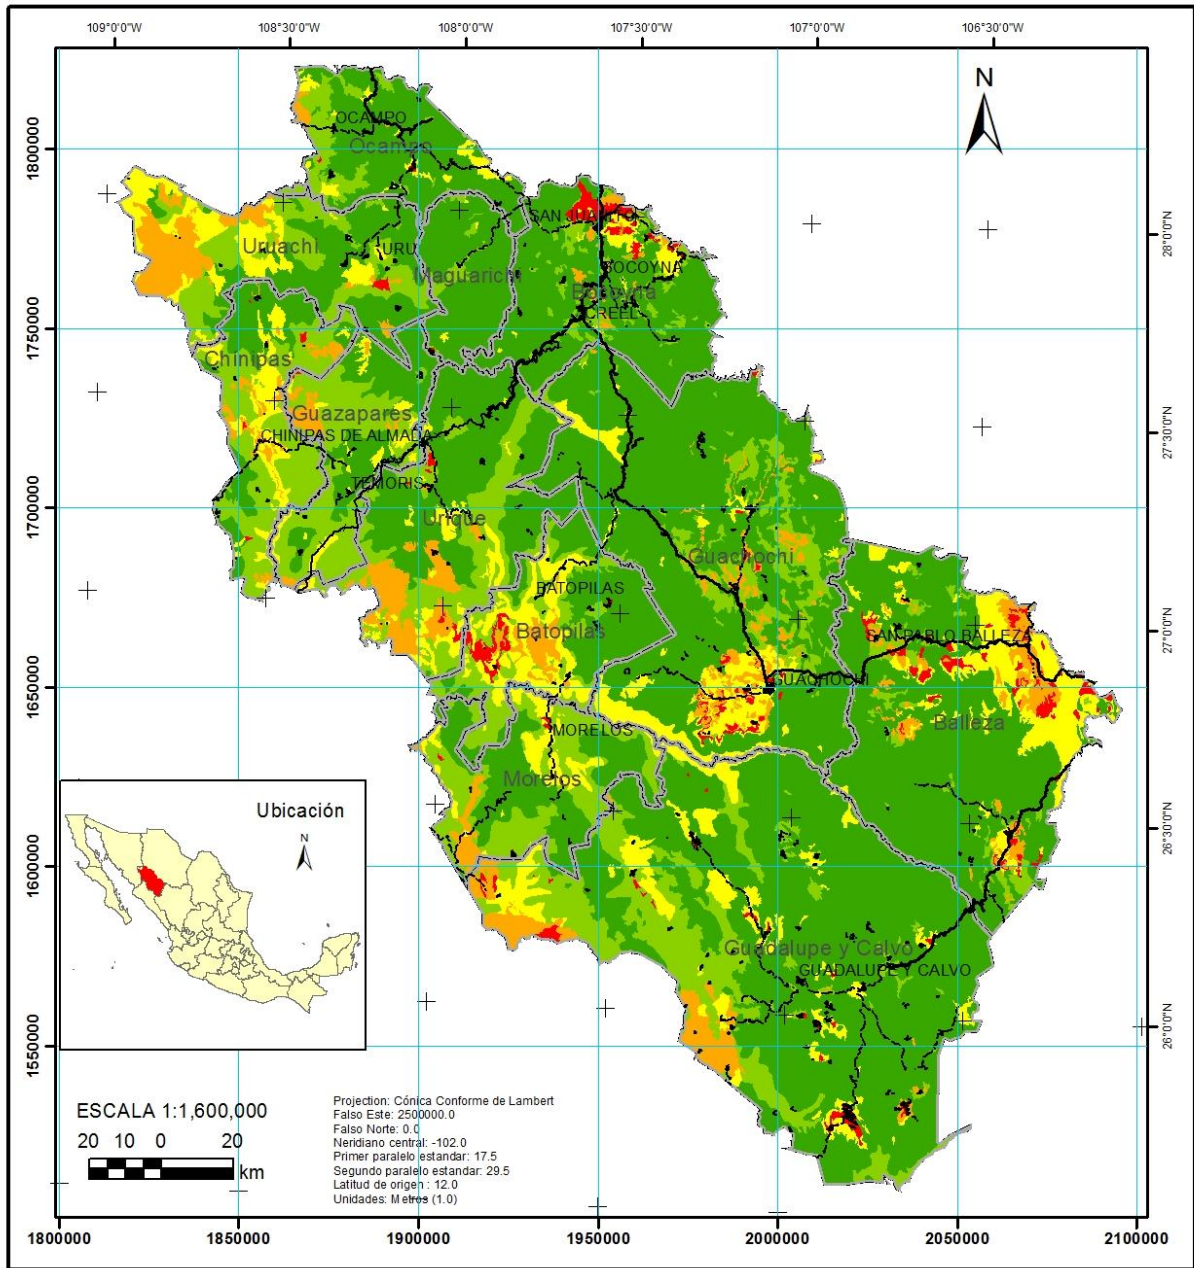 109°0'0"W
108°30'0"W
108°0'0"W
107°30'0"W
107°0'0"W
106°30'0"W
N
OCAMPO
Ocampo
1800000
SAN JUANITO
28°0'0"N
Uruachi
URU
BOCOYNA
Maguarichi
Bocoyna
CREEL
1750000
Chinipas
Guazapares
CHINIPAS DE ALMADA
27°30'0"N
TEMORIS
1700000
Urique
Guachochi
BATOPILAS
Batopilas
SAN PABLO BALLEZA
27°0'0"N
GUACHOCHI
1650000
Balleza
MORELOS
Morelos
Ubicación
N
26°30'0"N
1600000
Guadalupe y Calvo
GUADALUPE Y CALVO
26°0'0"N
1550000
ESCALA 1:1,600,000
20 10 0 20
km
Projection: Cónica Conforme de Lambert
Falso Este: 2500000.0
Falso Norte: 0.0
Neridiano central: -102.0
Primer paralelo estandar: 17.5
Segundo paralelo estandar: 29.5
Latitud de origen : 12.0
Unidades: Metros (1.0)
1800000
1850000
1900000
1950000
2000000
2050000
2100000